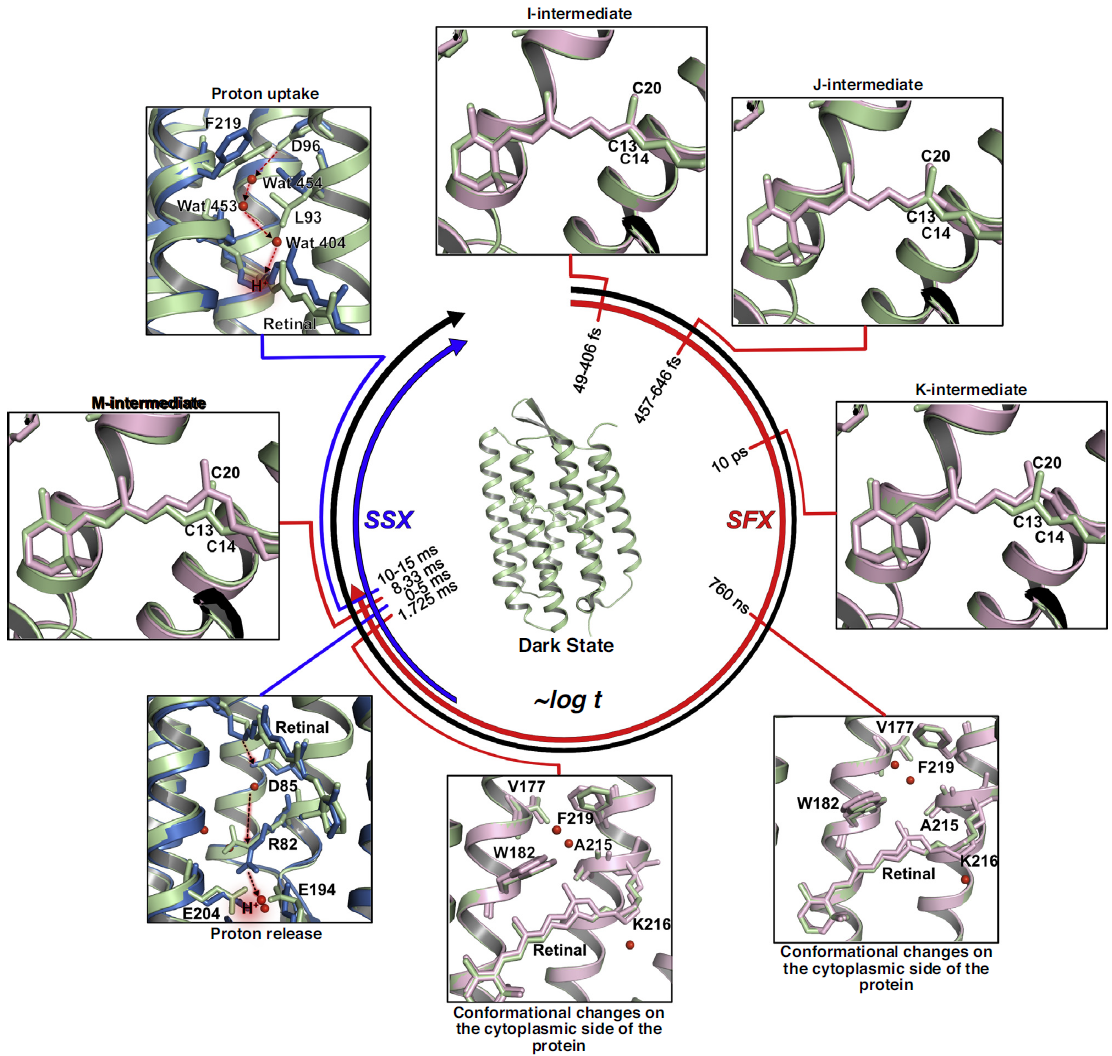 I-intermediate
C20
C13
C14
J-intermediate
C20
C13
C14
Proton uptake
F219
D96
Wat 454
Wat 453
L93
Wat 404
H+
Retinal
49-406 fs
457-646 fs
K-intermediate
C20
C13
C14
10 ps
M-intermediate
C20
C13
C14
SSX
SFX
10-15 ms
8.33 ms
0-5 ms
1.725 ms
760 ns
Dark State
~log t
Retinal
D85
R82
E194
E204
H+
Proton release
V177
F219
W182
A215
K216
Retinal
Conformational changes on
the cytoplasmic side of the
protein
V177
F219
W182
A215
K216
Retinal
Conformational changes on
the cytoplasmic side of the
protein